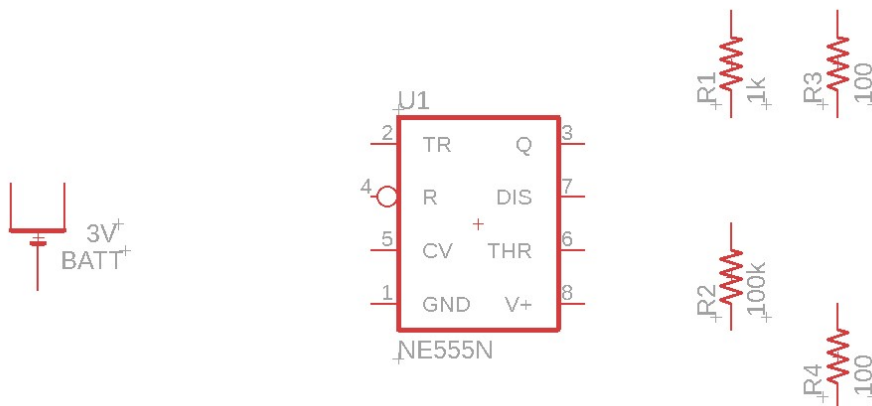 3V
BATT
U1
2 TR Q 3
4 R DIS 7
5 CV THR 6
1 GND V+ 8
NE555N
R1 1k
R3 100
R2 100k
R4 100